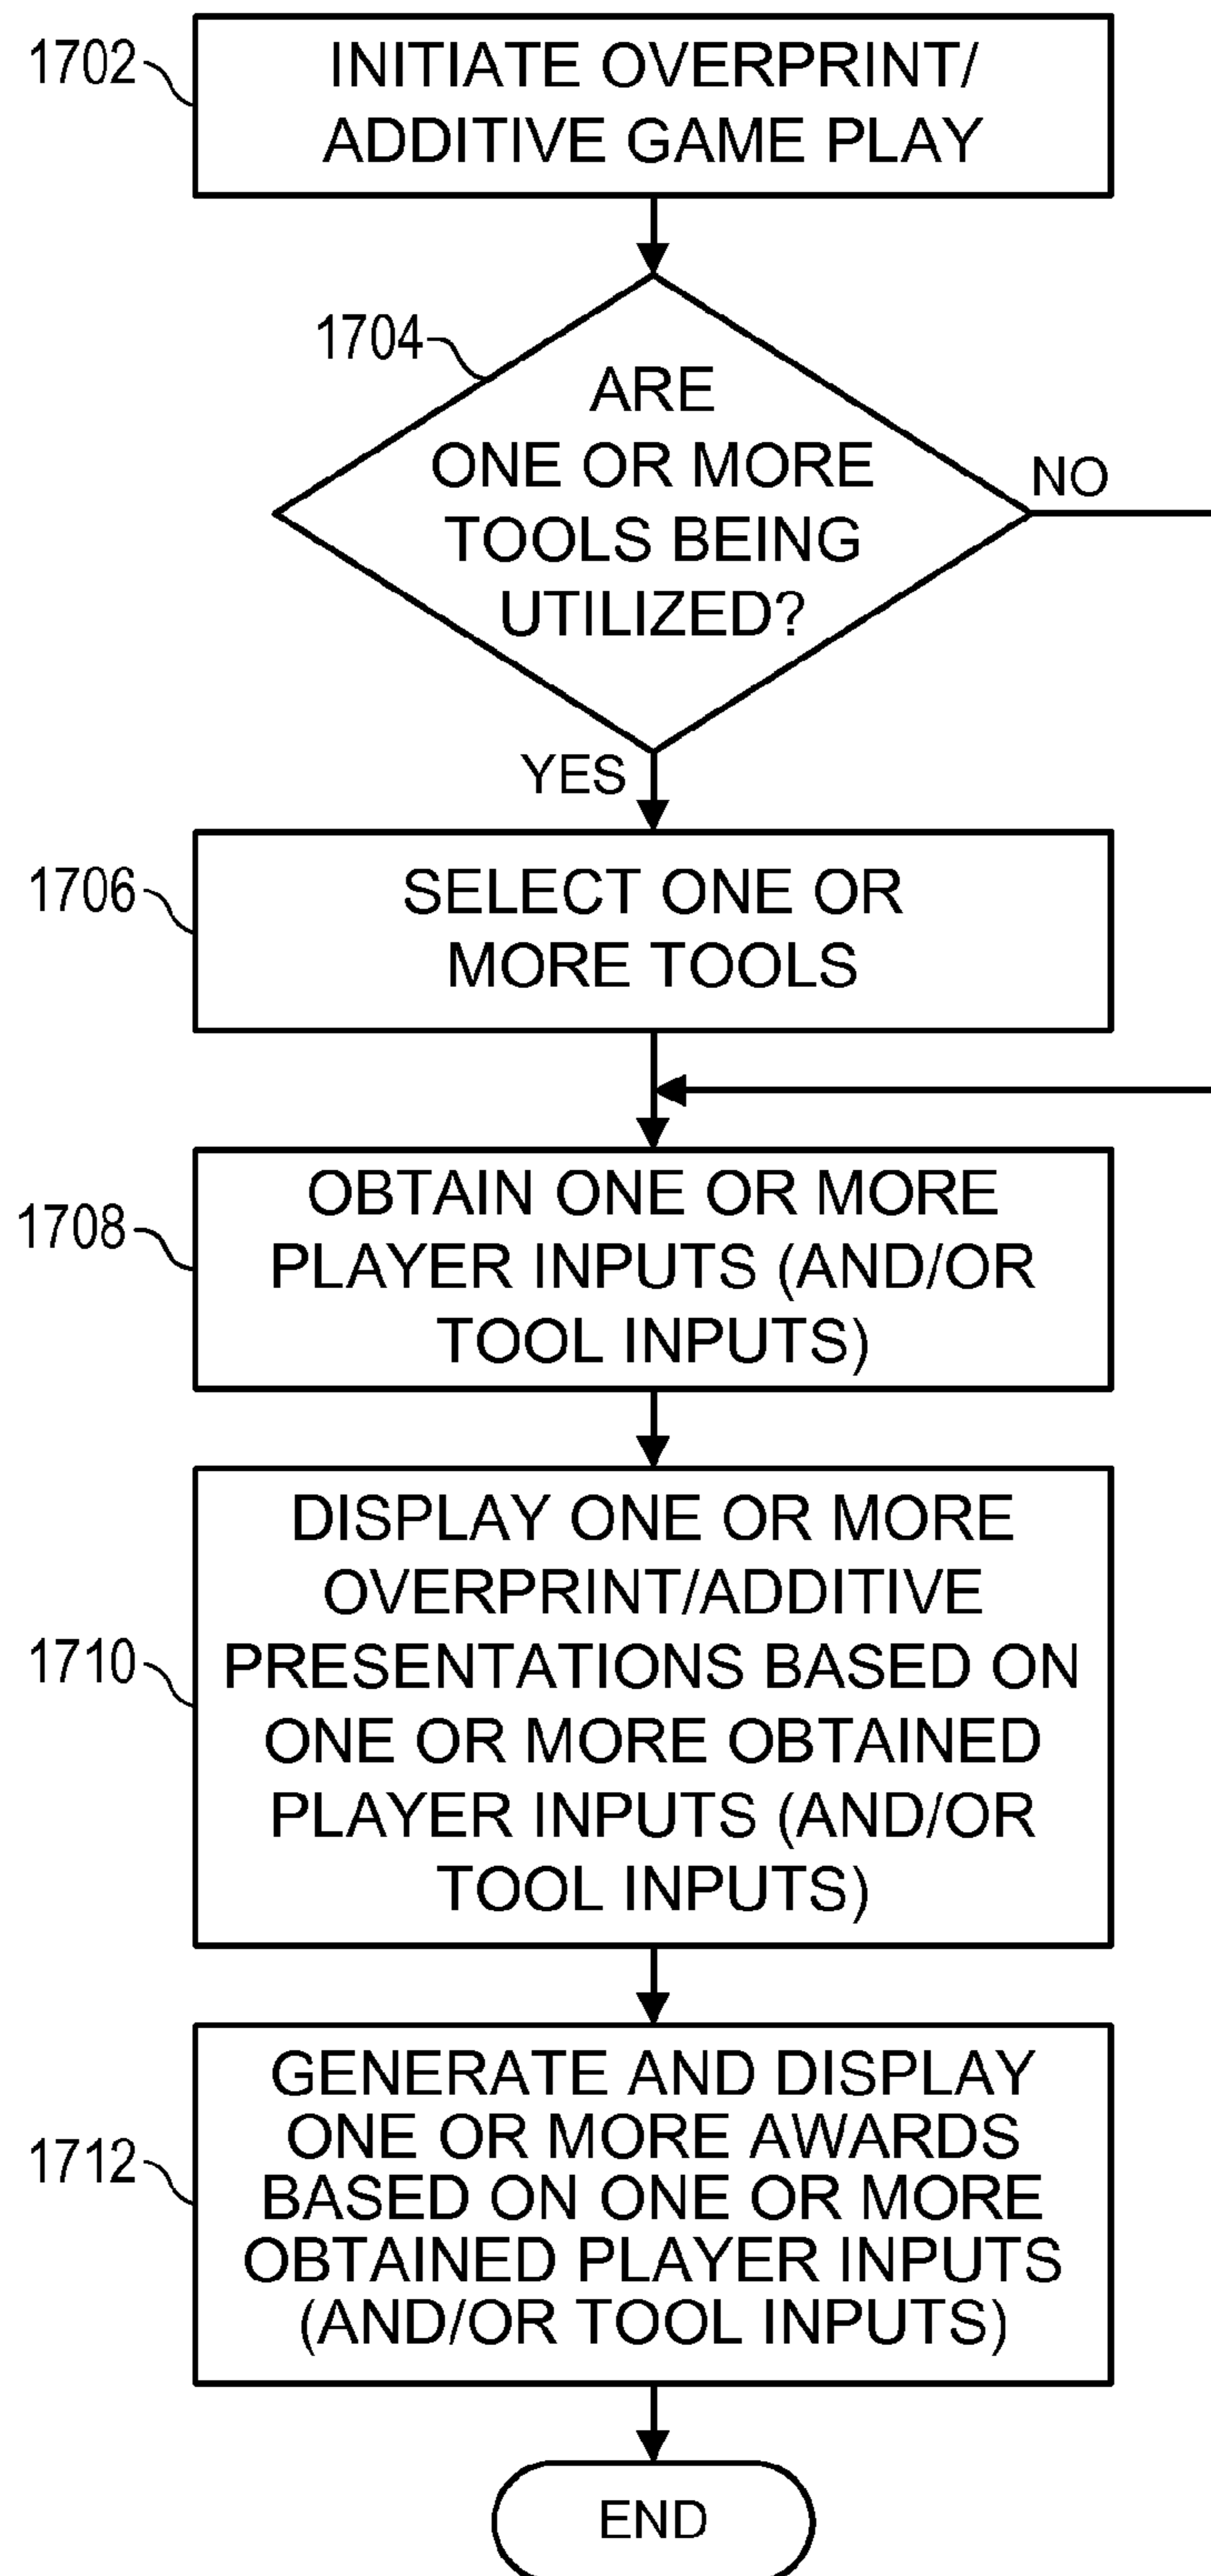 1702
INITIATE OVERPRINT/
ADDITIVE GAME PLAY
1704
ARE
ONE OR MORE
TOOLS BEING
UTILIZED?
NO
YES
1706
SELECT ONE OR
MORE TOOLS
1708
OBTAIN ONE OR MORE
PLAYER INPUTS (AND/OR
TOOL INPUTS)
1710
DISPLAY ONE OR MORE
OVERPRINT/ADDITIVE
PRESENTATIONS BASED ON
ONE OR MORE OBTAINED
PLAYER INPUTS (AND/OR
TOOL INPUTS)
1712
GENERATE AND DISPLAY
ONE OR MORE AWARDS
BASED ON ONE OR MORE
OBTAINED PLAYER INPUTS
(AND/OR TOOL INPUTS)
END